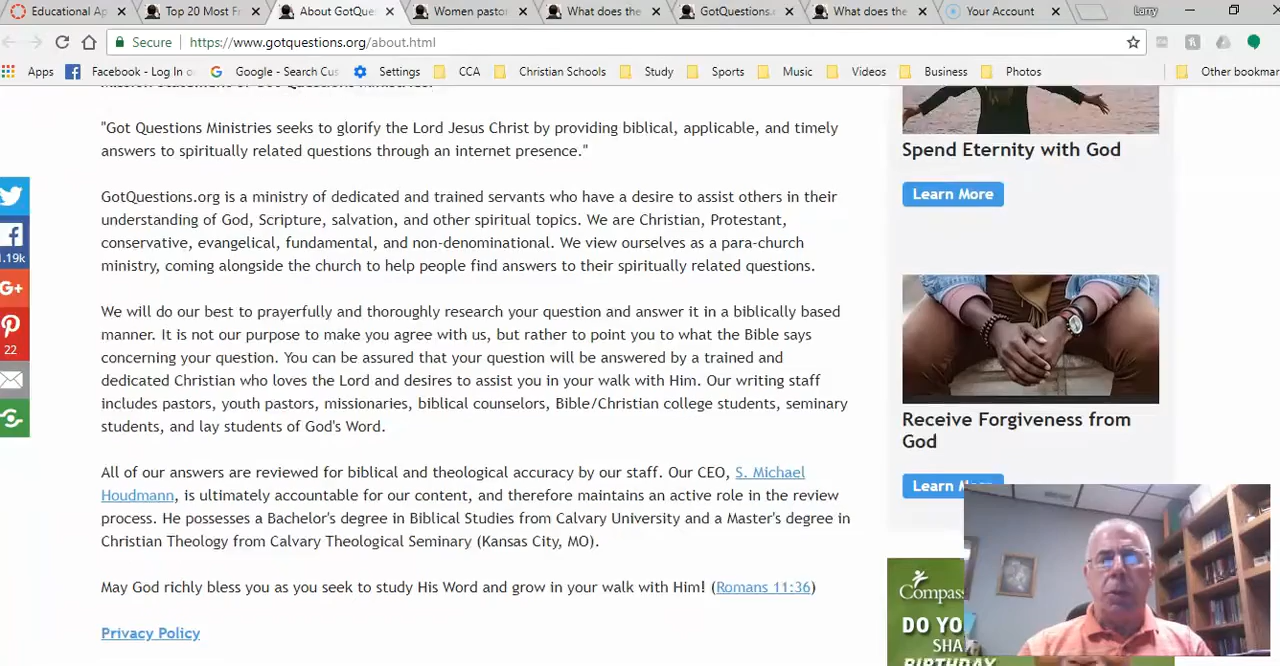 Educational Ap
Top 20 Most Fr
About GotQue
Women pasto
What does the
GotQuestions.
What does the
Your Account
Larry
Secure
https://www.gotquestions.org/about.html
Apps
Facebook - Log In o
Google - Search Cus
Settings
CCA
Christian Schools
Study
Sports
Music
Videos
Business
Photos
Other bookmar
Mission Statement of Got Questions Ministries:
"Got Questions Ministries seeks to glorify the Lord Jesus Christ by providing biblical, applicable, and timely
answers to spiritually related questions through an internet presence."
GotQuestions.org is a ministry of dedicated and trained servants who have a desire to assist others in their
understanding of God, Scripture, salvation, and other spiritual topics. We are Christian, Protestant,
conservative, evangelical, fundamental, and non-denominational. We view ourselves as a para-church
ministry, coming alongside the church to help people find answers to their spiritually related questions.
We will do our best to prayerfully and thoroughly research your question and answer it in a biblically based
manner. It is not our purpose to make you agree with us, but rather to point you to what the Bible says
concerning your question. You can be assured that your question will be answered by a trained and
dedicated Christian who loves the Lord and desires to assist you in your walk with Him. Our writing staff
includes pastors, youth pastors, missionaries, biblical counselors, Bible/Christian college students, seminary
students, and lay students of God's Word.
All of our answers are reviewed for biblical and theological accuracy by our staff. Our CEO, S. Michael
Houdmann, is ultimately accountable for our content, and therefore maintains an active role in the review
process. He possesses a Bachelor's degree in Biblical Studies from Calvary University and a Master's degree in
Christian Theology from Calvary Theological Seminary (Kansas City, MO).
May God richly bless you as you seek to study His Word and grow in your walk with Him! (Romans 11:36)
Privacy Policy
1.19k
G+
22
Spend Eternity with God
Learn More
Receive Forgiveness from
God
Learn More
Compass
DO YO
SHA
BIRTHDAY